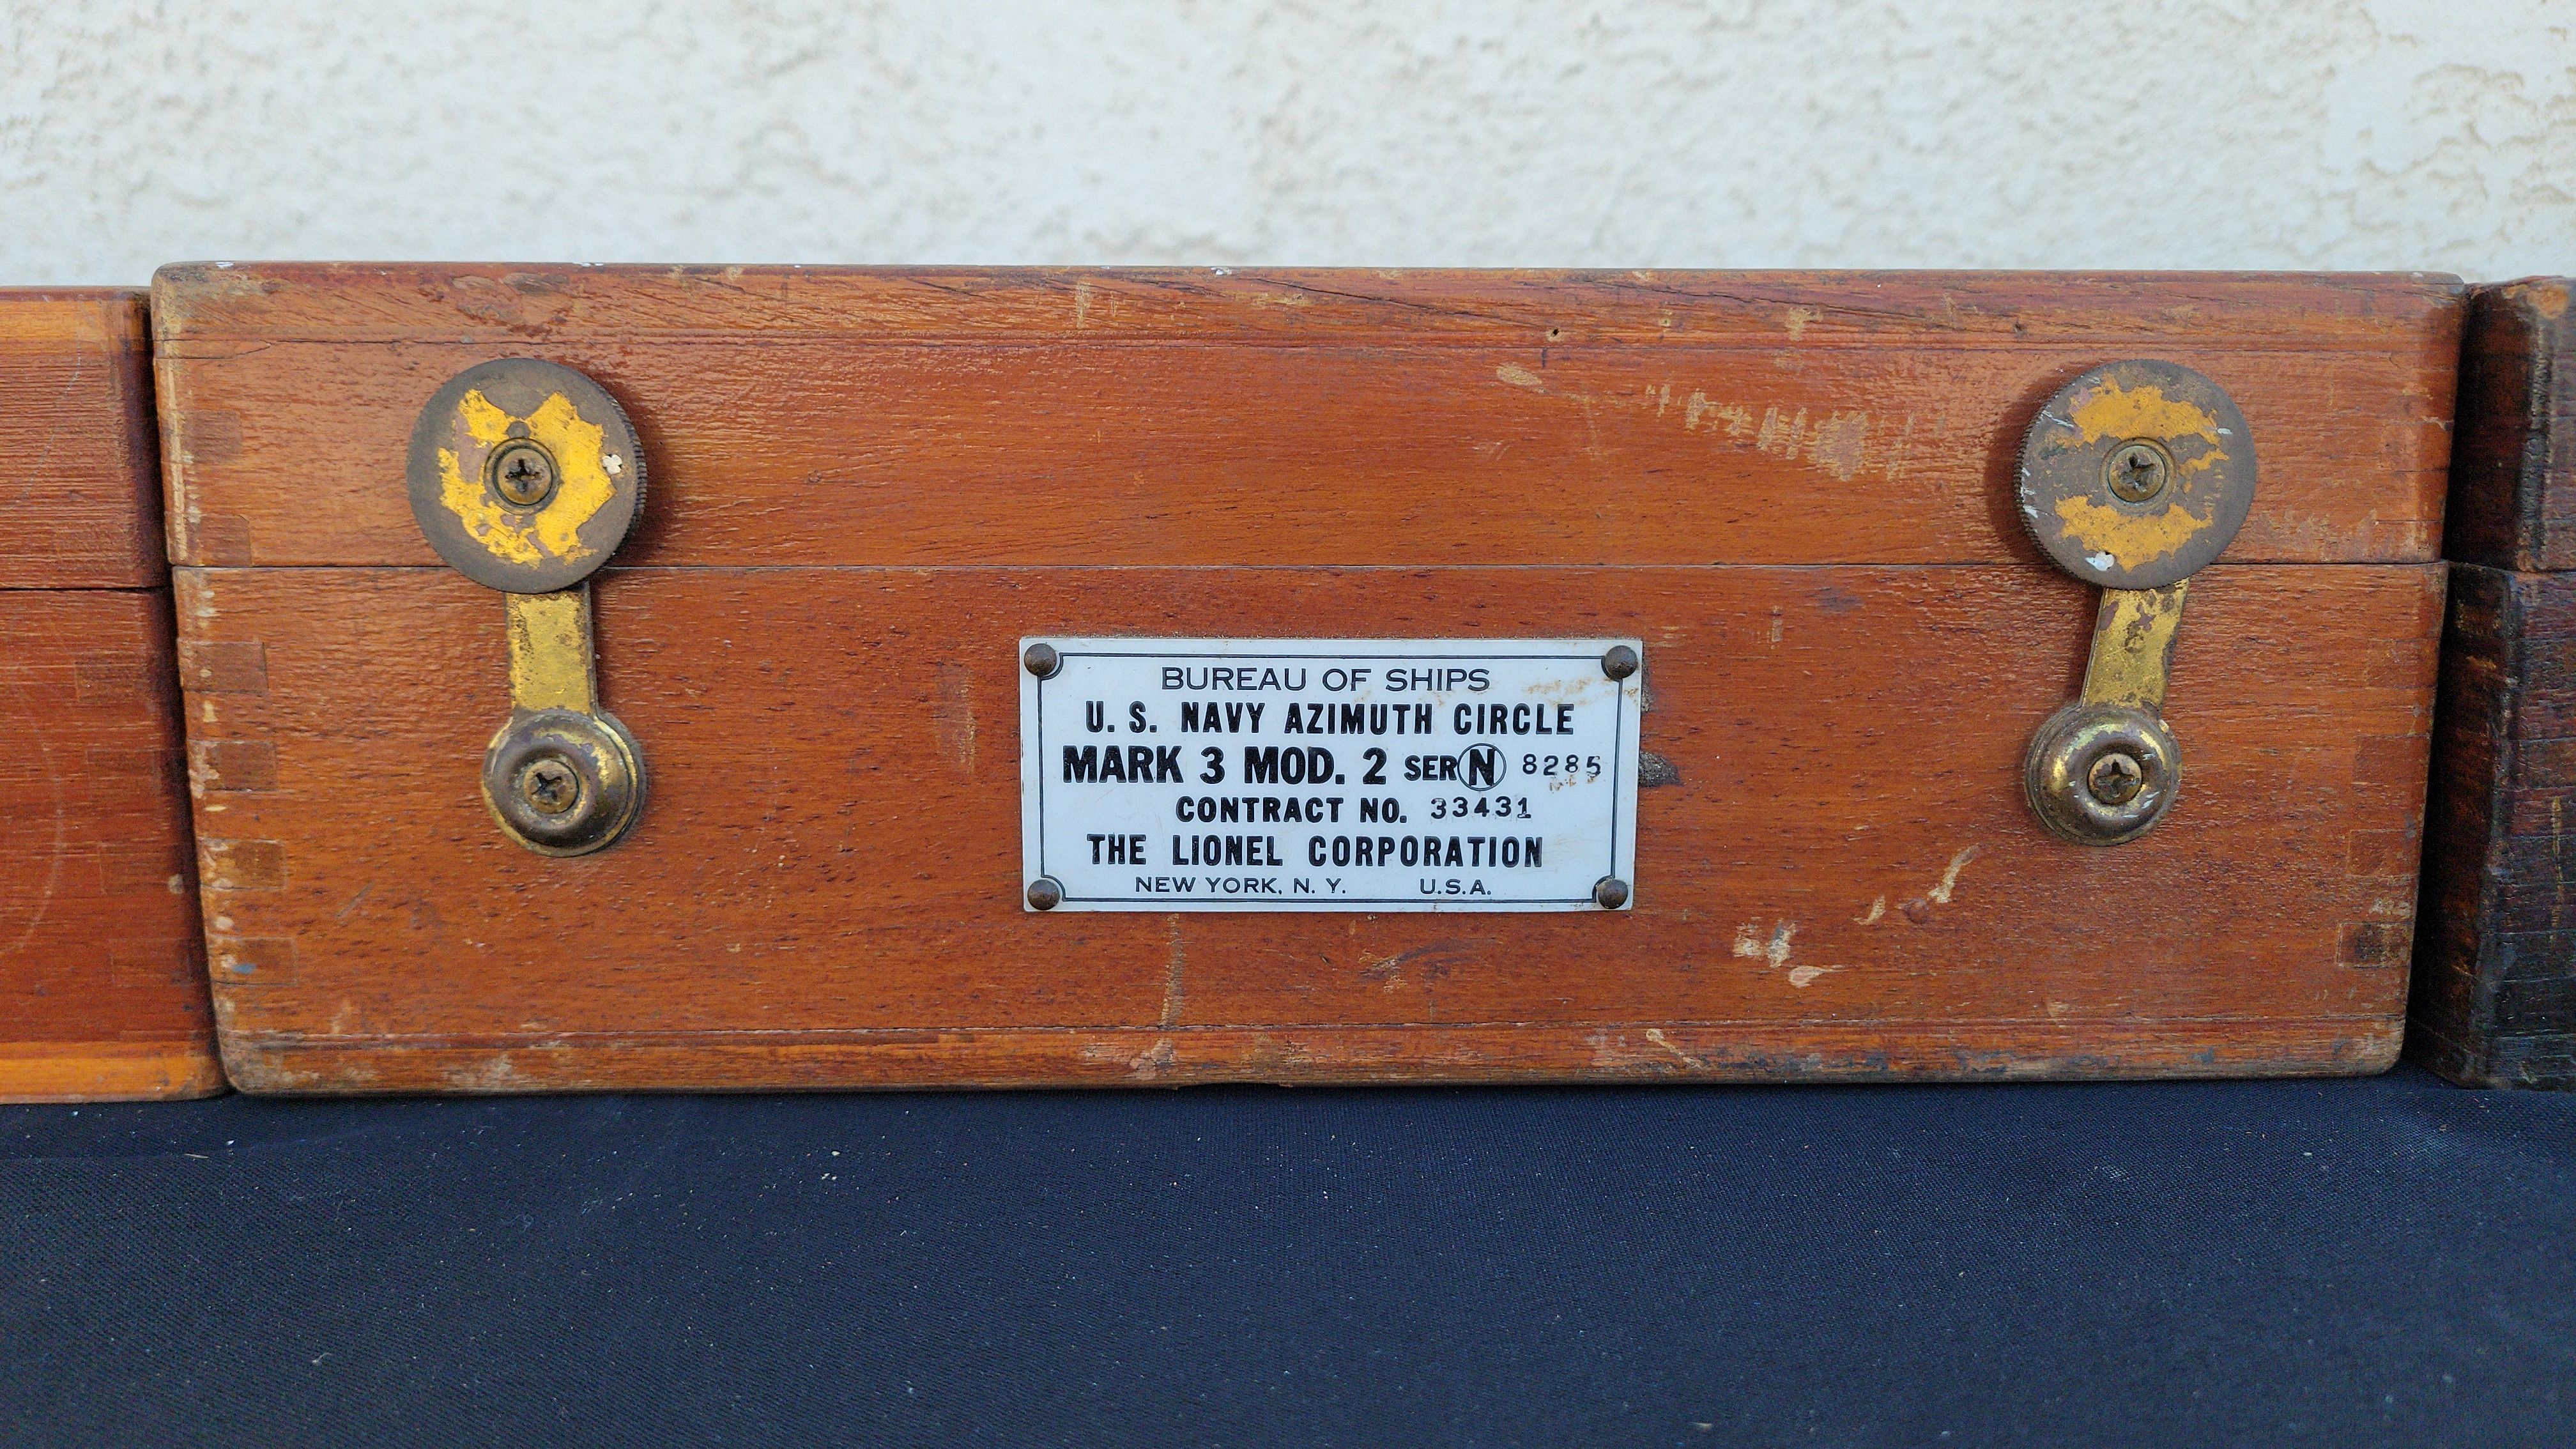 BUREAU OF SHIPS
U. S. NAVY AZIMUTH CIRCLE
MARK 3 MOD. 2 SER N 8285
CONTRACT NO. 33431
THE LIONEL CORPORATION
NEW YORK, N. Y. U.S.A.